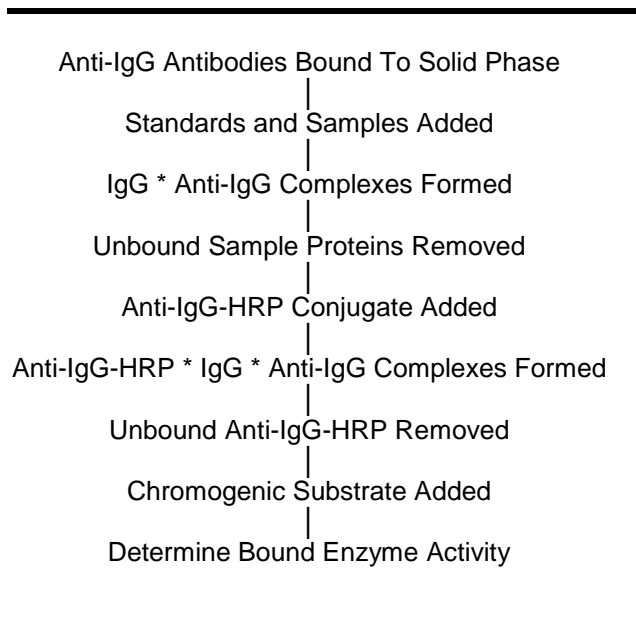 Anti-IgG Antibodies Bound To Solid Phase
Standards and Samples Added
IgG * Anti-IgG Complexes Formed
Unbound Sample Proteins Removed
Anti-IgG-HRP Conjugate Added
Anti-IgG-HRP * IgG * Anti-IgG Complexes Formed
Unbound Anti-IgG-HRP Removed
Chromogenic Substrate Added
Determine Bound Enzyme Activity